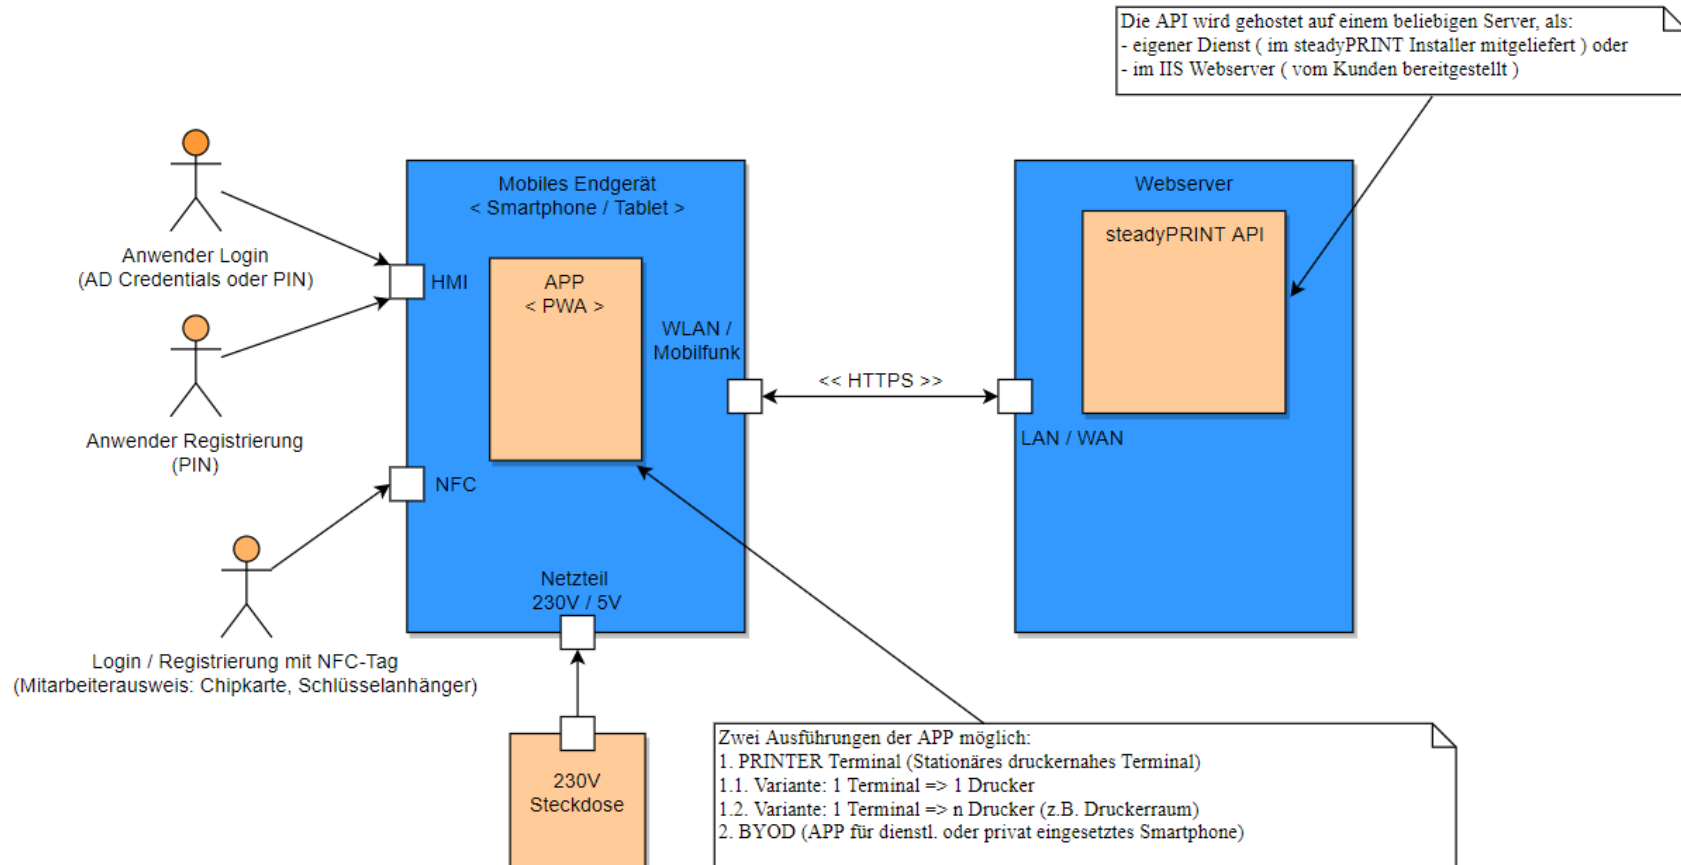 Die API wird gehostet auf einem beliebigen Server, als:
- eigener Dienst ( im steadyPRINT Installer mitgeliefert ) oder
- im IIS Webserver ( vom Kunden bereitgestellt )
Anwender Login
(AD Credentials oder PIN)
Anwender Registrierung
(PIN)
Login / Registrierung mit NFC-Tag
(Mitarbeiterausweis: Chipkarte, Schlüsselanhänger)
Mobiles Endgerät
< Smartphone / Tablet >
HMI
APP
< PWA >
WLAN /
Mobilfunk
NFC
Netzteil
230V / 5V
<< HTTPS >>
Webserver
steadyPRINT API
LAN / WAN
230V
Steckdose
Zwei Ausführungen der APP möglich:
1. PRINTER Terminal (Stationäres druckernahes Terminal)
1.1. Variante: 1 Terminal => 1 Drucker
1.2. Variante: 1 Terminal => n Drucker (z.B. Druckerraum)
2. BYOD (APP für dienstl. oder privat eingesetztes Smartphone)